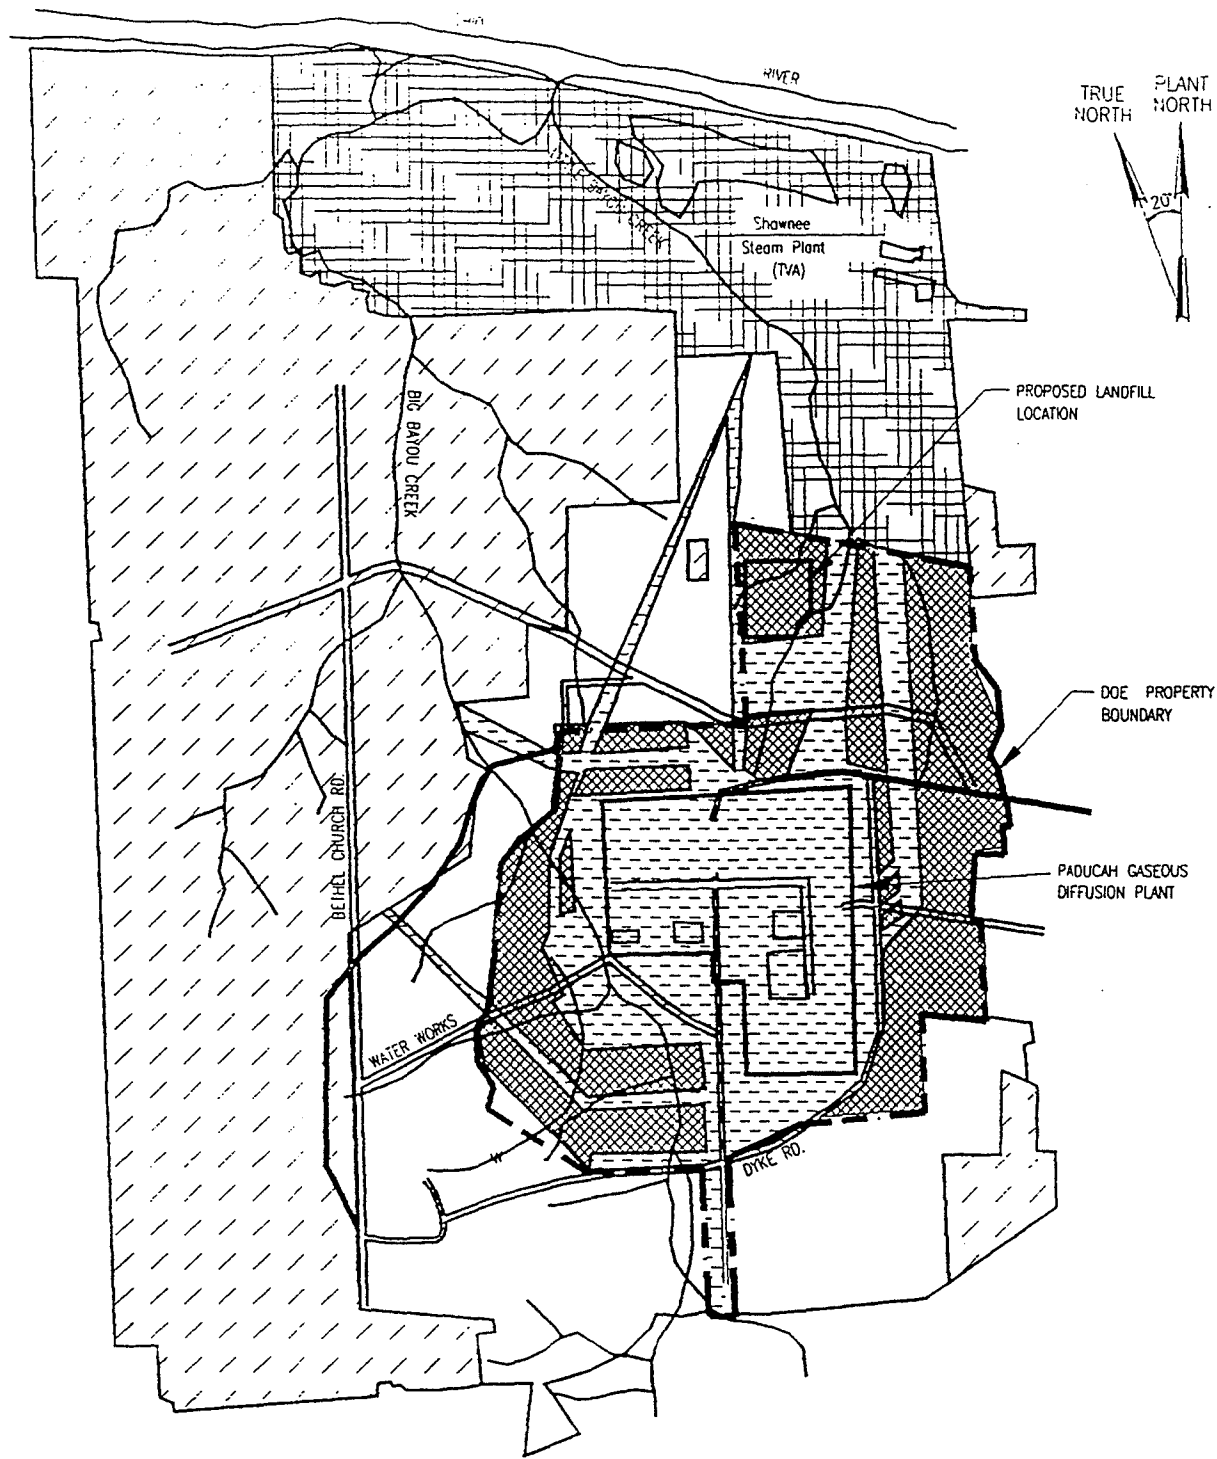 RIVER
TRUE
NORTH
PLANT
NORTH
20°
CREEK
Shawnee
Steam Plant
(TVA)
PROPOSED LANDFILL
LOCATION
BIG BAYOU CREEK
DOE PROPERTY
BOUNDARY
BETHEL CHURCH RD.
PADUCAH GASEOUS
DIFFUSION PLANT
WATER WORKS
W
DYKE RD.